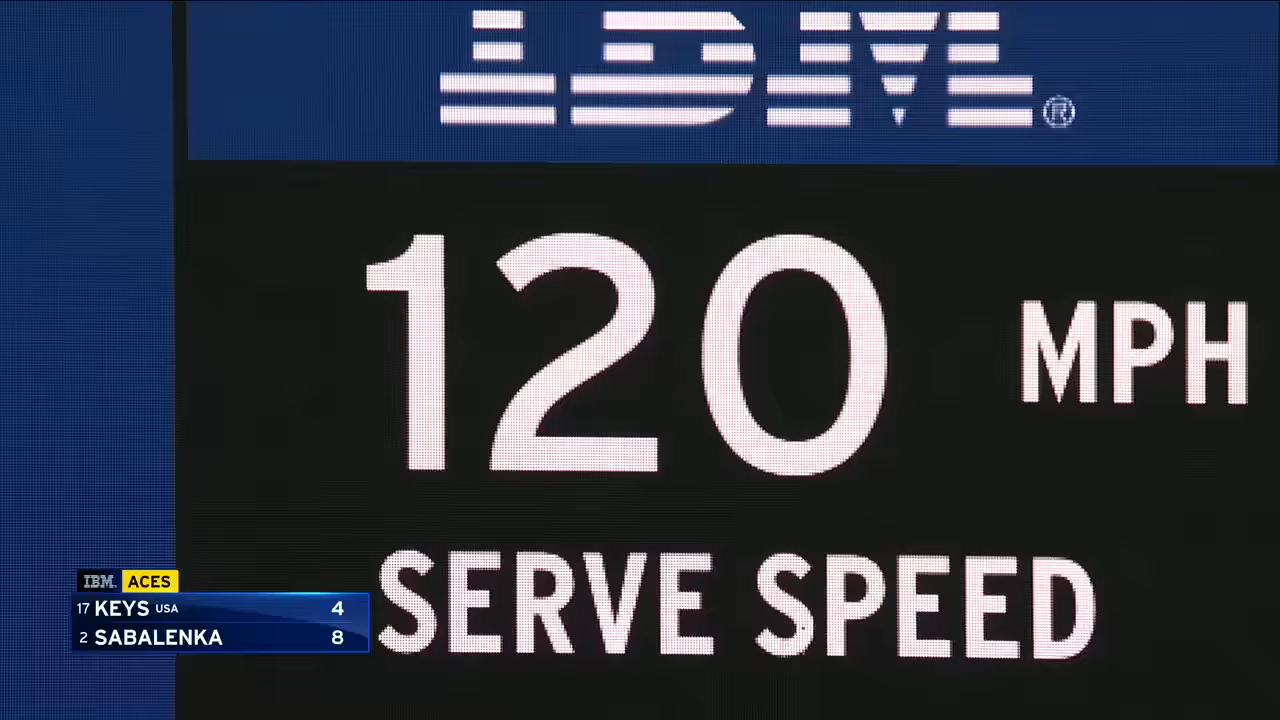 IBM®
120 MPH
SERVE SPEED
IBM. ACES
17 KEYS USA 4
2 SABALENKA 8